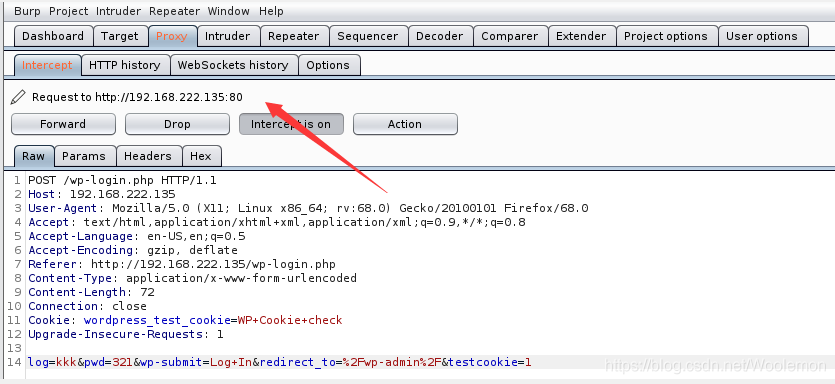 Burp Project Intruder Repeater Window Help
Dashboard Target Proxy Intruder Repeater Sequencer Decoder Comparer Extender Project options User options
Intercept HTTP history WebSockets history Options
Request to http://192.168.222.135:80
Forward Drop Intercept is on Action
Raw Params Headers Hex
1 POST /wp-login.php HTTP/1.1
2 Host: 192.168.222.135
3 User-Agent: Mozilla/5.0 (X11; Linux x86_64; rv:68.0) Gecko/20100101 Firefox/68.0
4 Accept: text/html,application/xhtml+xml,application/xml;q=0.9,*/*;q=0.8
5 Accept-Language: en-US,en;q=0.5
6 Accept-Encoding: gzip, deflate
7 Referer: http://192.168.222.135/wp-login.php
8 Content-Type: application/x-www-form-urlencoded
9 Content-Length: 72
10 Connection: close
11 Cookie: wordpress_test_cookie=WP+Cookie+check
12 Upgrade-Insecure-Requests: 1
13
14 log=kkk&pwd=321&wp-submit=Log+In&redirect_to=%2Fwp-admin%2F&testcookie=1
https://blog.csdn.net/Woolemon